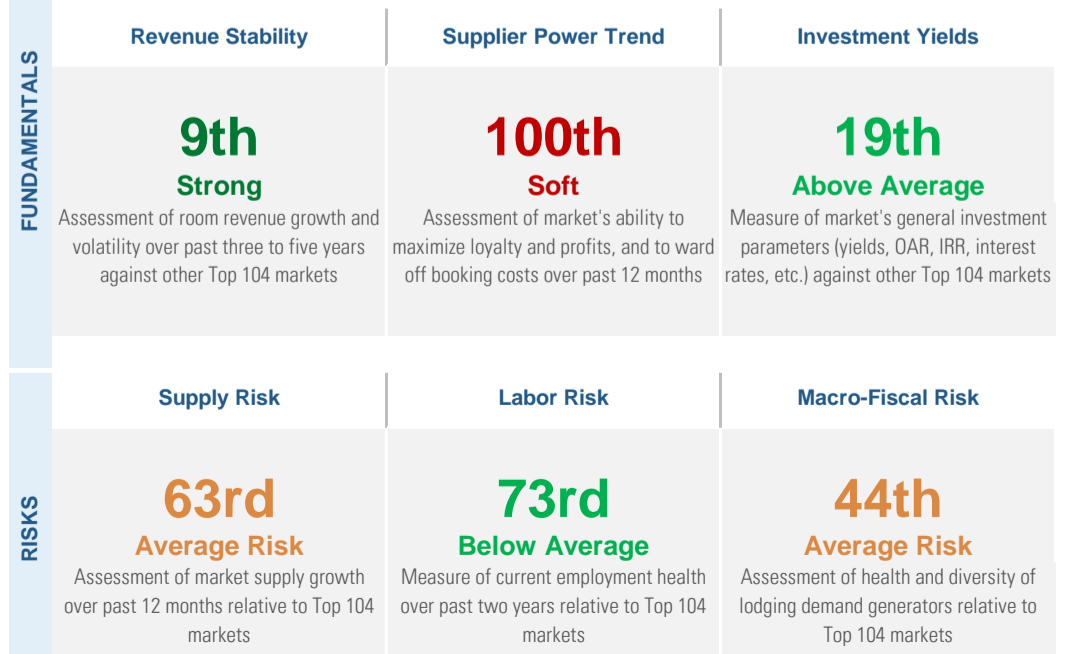 FUNDAMENTALS
Revenue Stability
9th
Strong
Assessment of room revenue growth and
volatility over past three to five years
against other Top 104 markets
Supplier Power Trend
100th
Soft
Assessment of market's ability to
maximize loyalty and profits, and to ward
off booking costs over past 12 months
Investment Yields
19th
Above Average
Measure of market's general investment
parameters (yields, OAR, IRR, interest
rates, etc.) against other Top 104 markets
RISKS
Supply Risk
63rd
Average Risk
Assessment of market supply growth
over past 12 months relative to Top 104
markets
Labor Risk
73rd
Below Average
Measure of current employment health
over past two years relative to Top 104
markets
Macro-Fiscal Risk
44th
Average Risk
Assessment of health and diversity of
lodging demand generators relative to
Top 104 markets